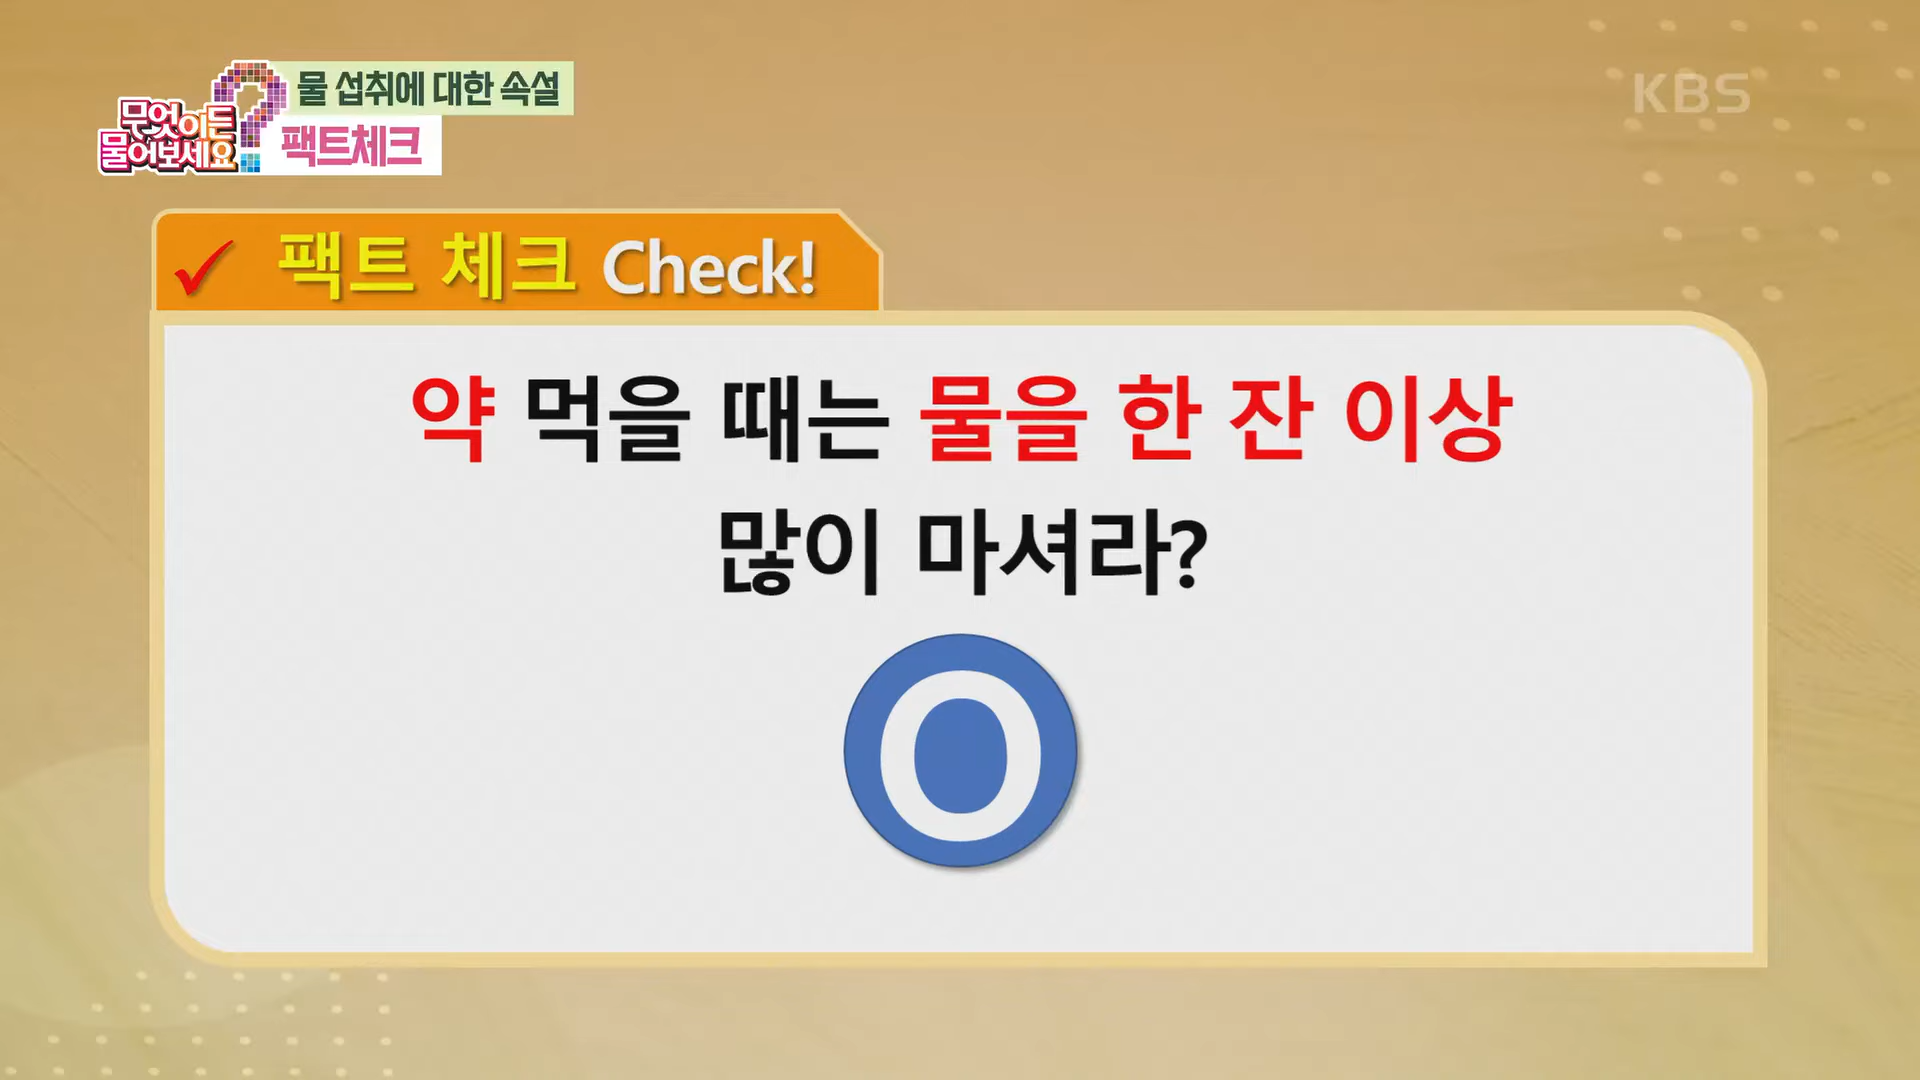 물 섭취에 대한 속설
무엇이든
물어보세요
?
팩트체크
KBS
팩트 체크 Check!
약 먹을 때는 물을 한 잔 이상
많이 마셔라?
O